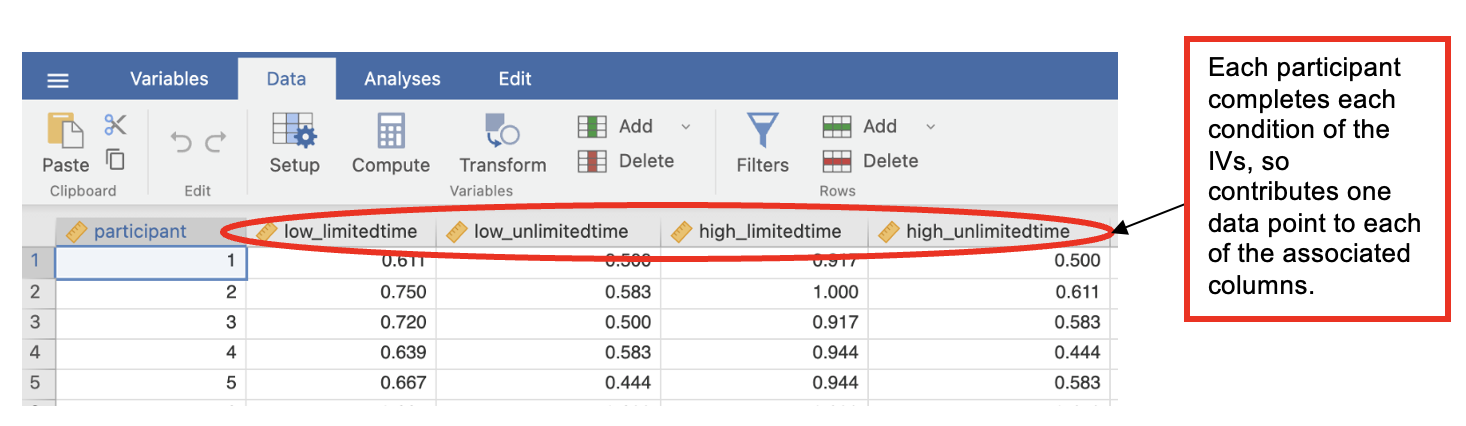 Variables Data Analyses Edit
Paste Setup Compute Transform Add Delete Filters Add Delete
Clipboard Edit Variables Rows
participant low_limitedtime low_unlimitedtime high_limitedtime high_unlimitedtime
1 1 0.611 0.500 0.917 0.500
2 2 0.750 0.583 1.000 0.611
3 3 0.720 0.500 0.917 0.583
4 4 0.639 0.583 0.944 0.444
5 5 0.667 0.444 0.944 0.583
Each participant
completes each
condition of the
IVs, so
contributes one
data point to each
of the associated
columns.